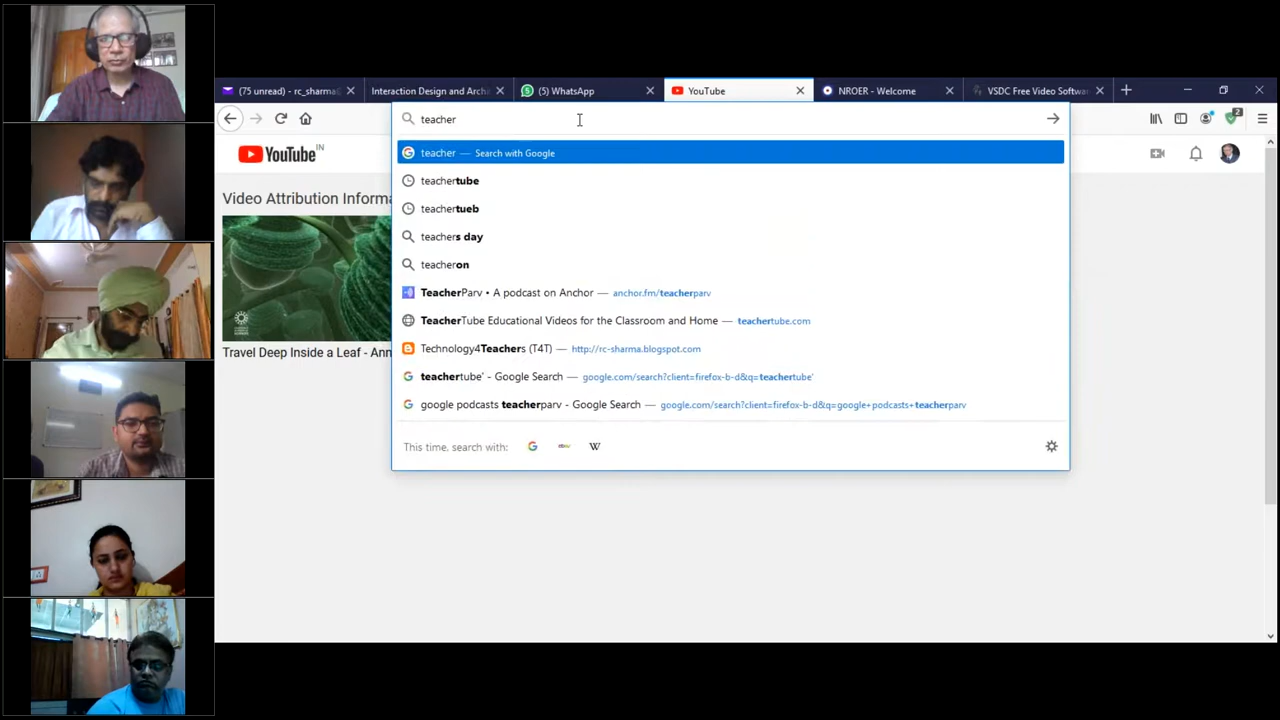 (75 unread) - rc_sharma@
Interaction Design and Archi
(5) WhatsApp
YouTube
NROER - Welcome
VSDC Free Video Softwa
teacher
2
YouTube IN
teacher — Search with Google
teachertube
teachertueb
teachers day
teacheron
TeacherParv • A podcast on Anchor — anchor.fm/teacherparv
TeacherTube Educational Videos for the Classroom and Home — teachertube.com
Technology4Teachers (T4T) — http://rc-sharma.blogspot.com
teachertube' - Google Search — google.com/search?client=firefox-b-d&q=teachertube'
google podcasts teacherparv - Google Search — google.com/search?client=firefox-b-d&q=google+podcasts+teacherparv
This time, search with:
W
Video Attribution Informa
Travel Deep Inside a Leaf - Ann